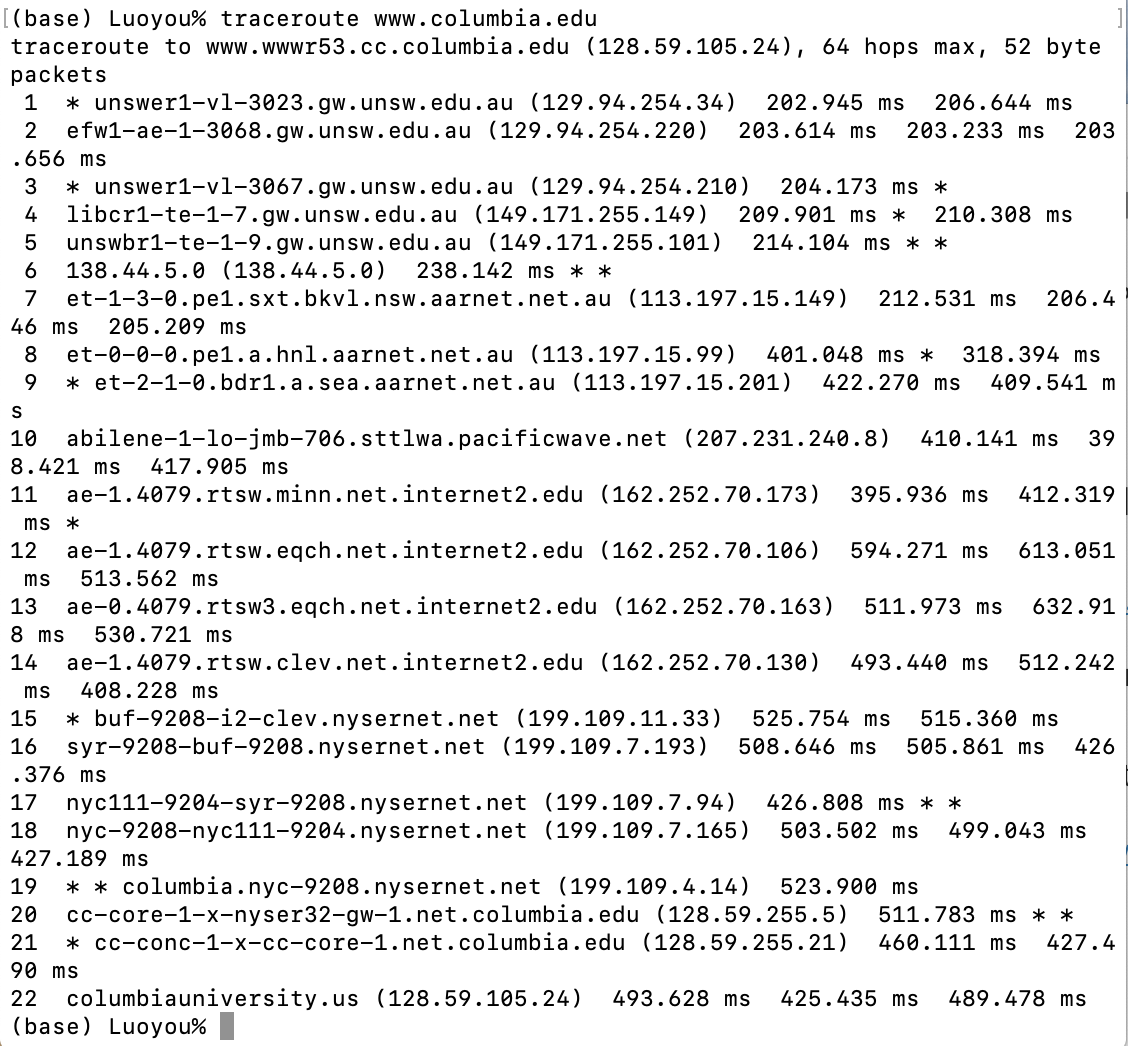 [(base) Luoyou% traceroute www.columbia.edu ]
traceroute to www.wwwr53.cc.columbia.edu (128.59.105.24), 64 hops max, 52 byte
packets
 1  * unswer1-vl-3023.gw.unsw.edu.au (129.94.254.34)  202.945 ms  206.644 ms
 2  efw1-ae-1-3068.gw.unsw.edu.au (129.94.254.220)  203.614 ms  203.233 ms  203
.656 ms
 3  * unswer1-vl-3067.gw.unsw.edu.au (129.94.254.210)  204.173 ms *
 4  libcr1-te-1-7.gw.unsw.edu.au (149.171.255.149)  209.901 ms *  210.308 ms
 5  unswbr1-te-1-9.gw.unsw.edu.au (149.171.255.101)  214.104 ms * *
 6  138.44.5.0 (138.44.5.0)  238.142 ms * *
 7  et-1-3-0.pe1.sxt.bkvl.nsw.aarnet.net.au (113.197.15.149)  212.531 ms  206.4
46 ms  205.209 ms
 8  et-0-0-0.pe1.a.hnl.aarnet.net.au (113.197.15.99)  401.048 ms *  318.394 ms
 9  * et-2-1-0.bdr1.a.sea.aarnet.net.au (113.197.15.201)  422.270 ms  409.541 m
s
10  abilene-1-lo-jmb-706.sttlwa.pacificwave.net (207.231.240.8)  410.141 ms  39
8.421 ms  417.905 ms
11  ae-1.4079.rtsw.minn.net.internet2.edu (162.252.70.173)  395.936 ms  412.319
 ms *
12  ae-1.4079.rtsw.eqch.net.internet2.edu (162.252.70.106)  594.271 ms  613.051
 ms  513.562 ms
13  ae-0.4079.rtsw3.eqch.net.internet2.edu (162.252.70.163)  511.973 ms  632.91
8 ms  530.721 ms
14  ae-1.4079.rtsw.clev.net.internet2.edu (162.252.70.130)  493.440 ms  512.242
 ms  408.228 ms
15  * buf-9208-i2-clev.nysernet.net (199.109.11.33)  525.754 ms  515.360 ms
16  syr-9208-buf-9208.nysernet.net (199.109.7.193)  508.646 ms  505.861 ms  426
.376 ms
17  nyc111-9204-syr-9208.nysernet.net (199.109.7.94)  426.808 ms * *
18  nyc-9208-nyc111-9204.nysernet.net (199.109.7.165)  503.502 ms  499.043 ms
427.189 ms
19  * * columbia.nyc-9208.nysernet.net (199.109.4.14)  523.900 ms
20  cc-core-1-x-nyser32-gw-1.net.columbia.edu (128.59.255.5)  511.783 ms * *
21  * cc-conc-1-x-cc-core-1.net.columbia.edu (128.59.255.21)  460.111 ms  427.4
90 ms
22  columbiauniversity.us (128.59.105.24)  493.628 ms  425.435 ms  489.478 ms
(base) Luoyou%